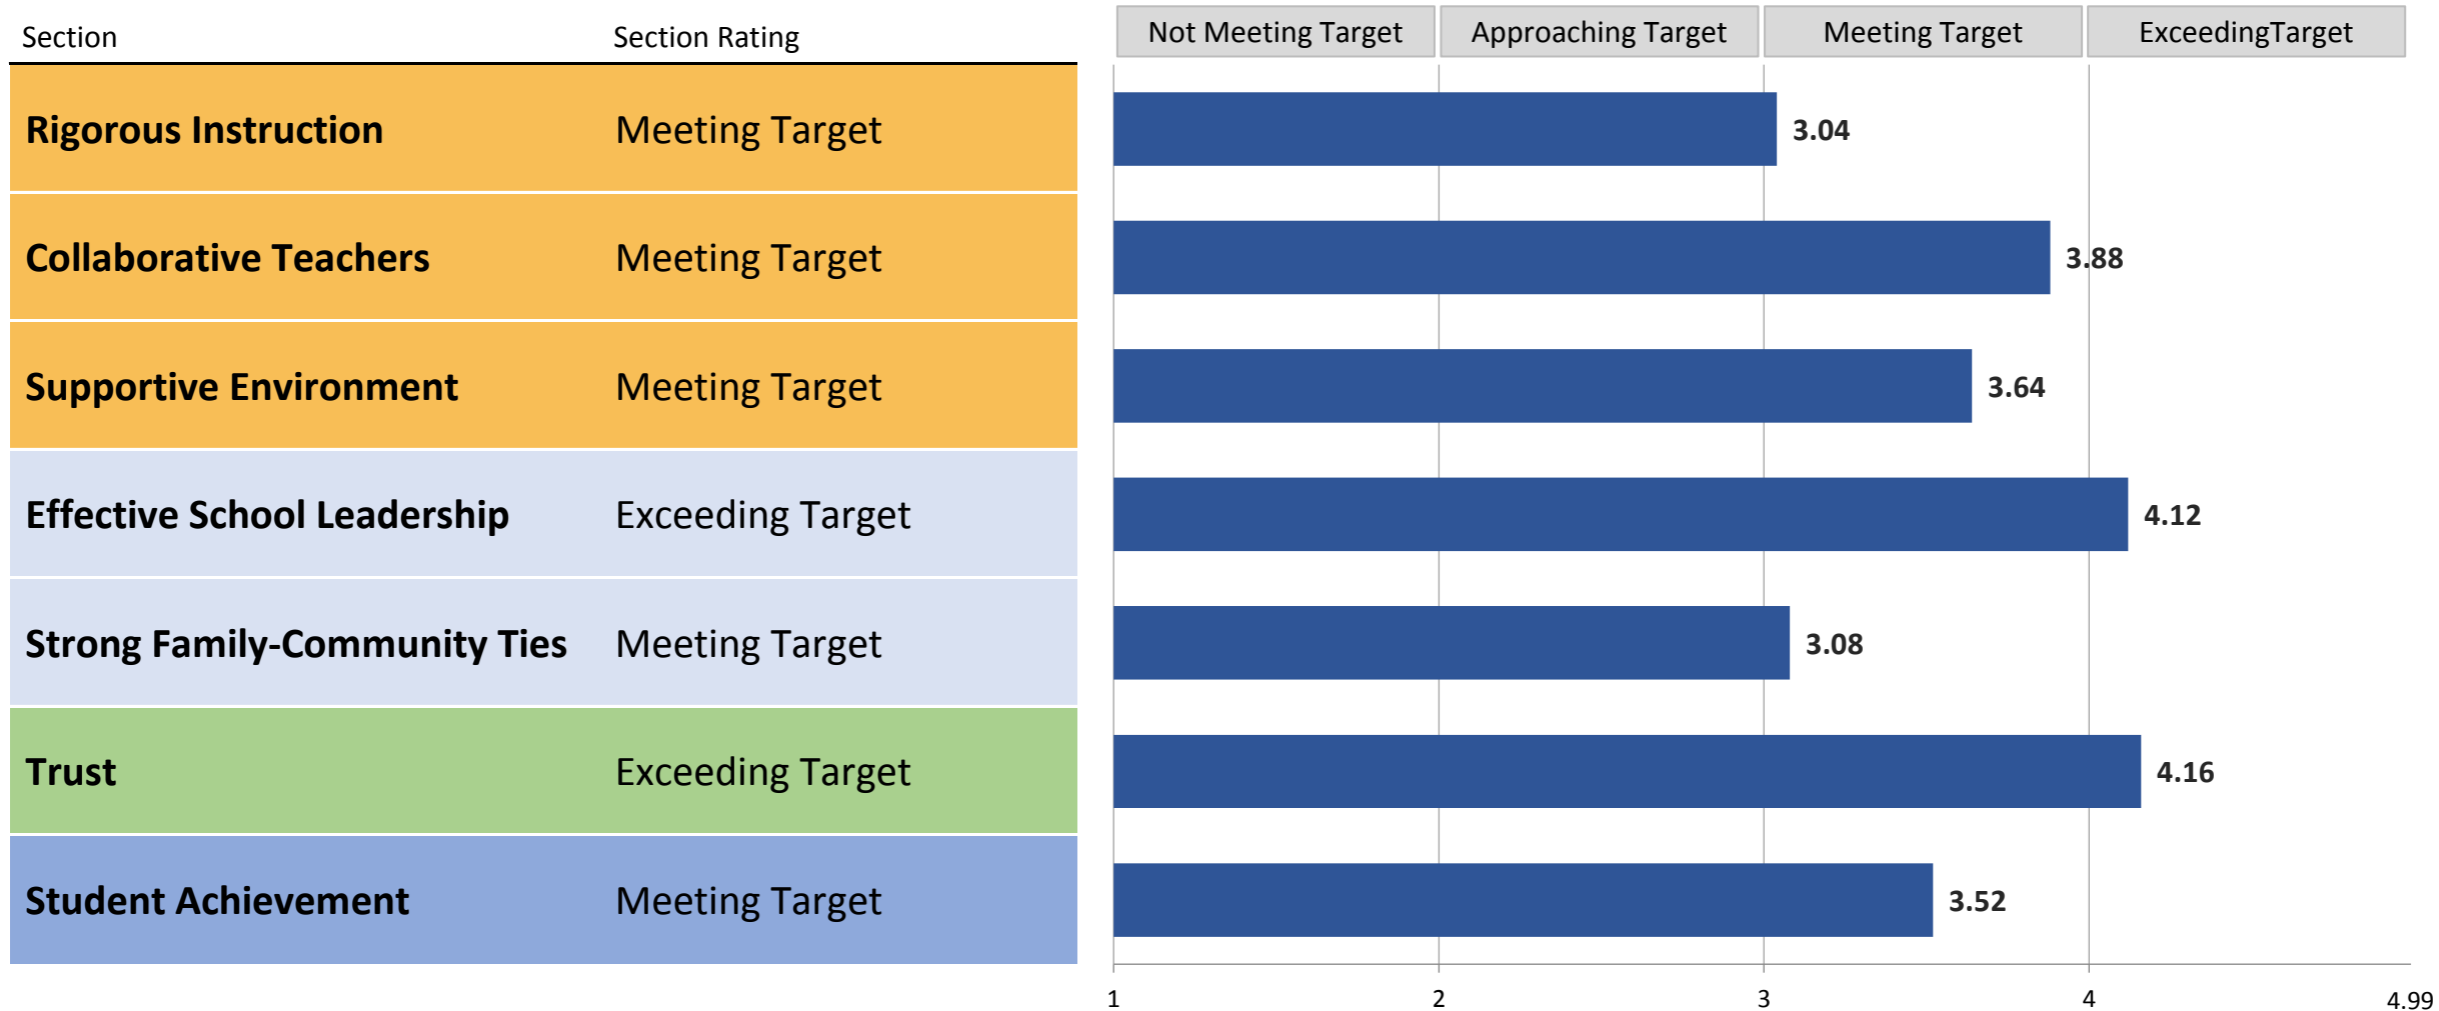 Section Section Rating Not Meeting Target Approaching Target Meeting Target ExceedingTarget
Rigorous Instruction Meeting Target 3.04
Collaborative Teachers Meeting Target 3.88
Supportive Environment Meeting Target 3.64
Effective School Leadership Exceeding Target 4.12
Strong Family-Community Ties Meeting Target 3.08
Trust Exceeding Target 4.16
Student Achievement Meeting Target 3.52
1 2 3 4 4.99